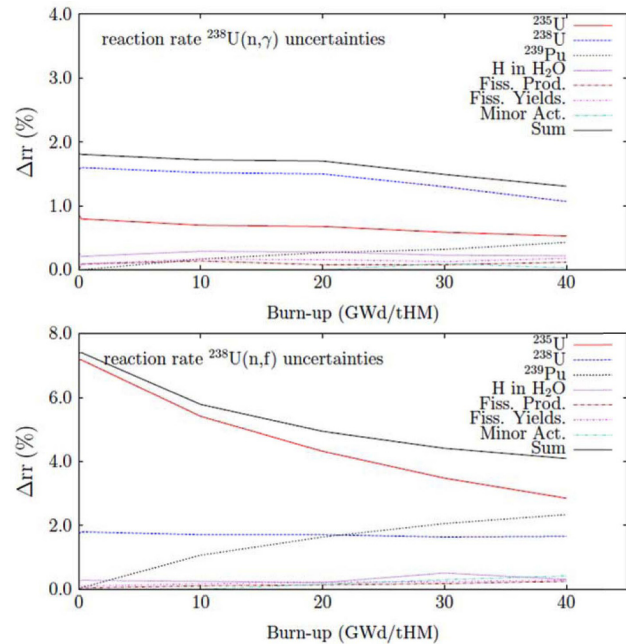 4.0
reaction rate ²³⁸U(n,γ) uncertainties
²³⁵U
²³⁸U
²³⁹Pu
H in H₂O
Fiss. Prod.
Fiss. Yields.
Minor Act.
Sum
3.0
2.0
1.0
0.0
Δrr (%)
0 10 20 30 40
Burn-up (GWd/tHM)
8.0
reaction rate ²³⁸U(n,f) uncertainties
²³⁵U
²³⁸U
²³⁹Pu
H in H₂O
Fiss. Prod.
Fiss. Yields.
Minor Act.
Sum
6.0
4.0
2.0
0.0
Δrr (%)
0 10 20 30 40
Burn-up (GWd/tHM)